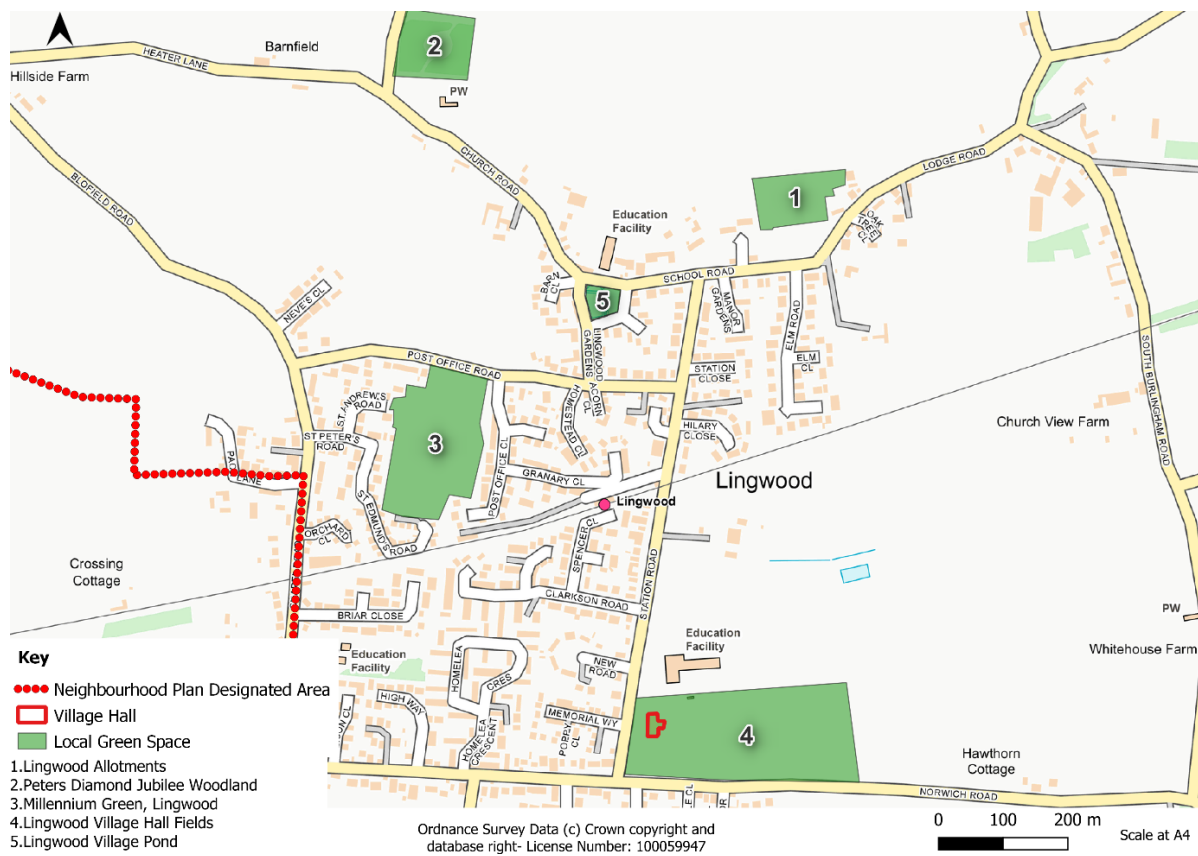 Barnfield
HEATER LANE
Hillside Farm
2
PW
CHURCH ROAD
BLOFIELD ROAD
LODGE ROAD
1
OAK
TREE
CL
Education
Facility
SCHOOL ROAD
BARN
CL
5
MANOR
GARDENS
ELM ROAD
NEVE'S CL
LINGWOOD
GARDENS
POST OFFICE ROAD
ELM
CL
STATION
CLOSE
ACORN
CL
SOUTH BURLINGHAM ROAD
ST ANDREW'S
ROAD
HOMESTEAD CL
HILARY
CLOSE
Church View Farm
ST PETER'S
ROAD
3
POST OFFICE CL
GRANARY CL
Lingwood
LANE
Lingwood
ST EDMUND'S
ROAD
ORCHARD
CL
SPENCER CL
Crossing
Cottage
CLARKSON ROAD
STATION ROAD
BRIAR CLOSE
PW
Education
Facility
Whitehouse Farm
Education
Facility
NEW
ROAD
HOMELEA
CRES
HIGH WAY
MEMORIAL WY
POPPY
CL
HOMELEA
CRESCENT
4
Hawthorn
Cottage
NORWICH ROAD
Key
Neighbourhood Plan Designated Area
Village Hall
Local Green Space
1.Lingwood Allotments
2.Peters Diamond Jubilee Woodland
3.Millennium Green, Lingwood
4.Lingwood Village Hall Fields
5.Lingwood Village Pond
Ordnance Survey Data (c) Crown copyright and
database right- License Number: 100059947
0 100 200 m
Scale at A4